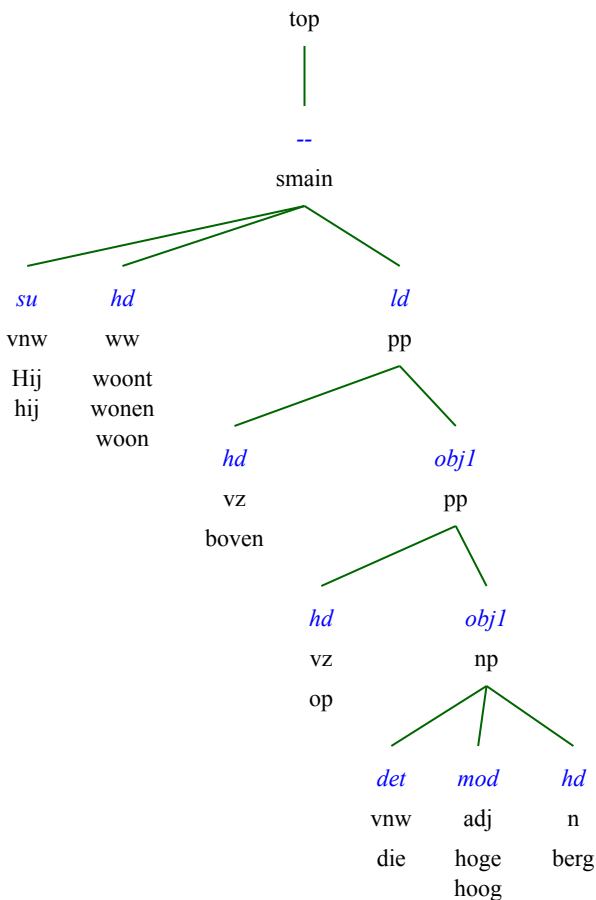 top
--
smain
su hd ld
vnw ww pp
Hij woont
hij wonen
woon
hd obj1
vz pp
boven
hd obj1
vz np
op
det mod hd
vnw adj n
die hoge berg
hoog